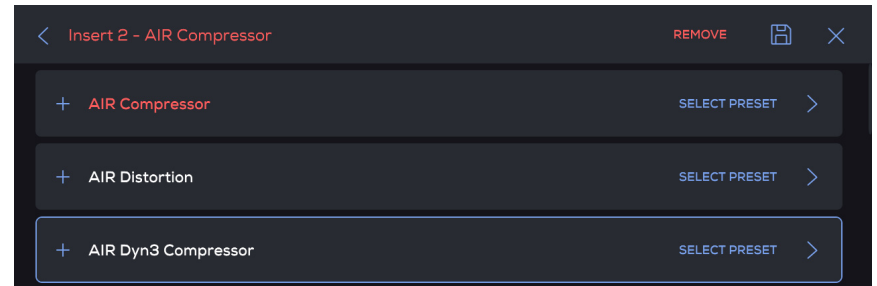 Insert 2 - AIR Compressor REMOVE
AIR Compressor SELECT PRESET
AIR Distortion SELECT PRESET
AIR Dyn3 Compressor SELECT PRESET